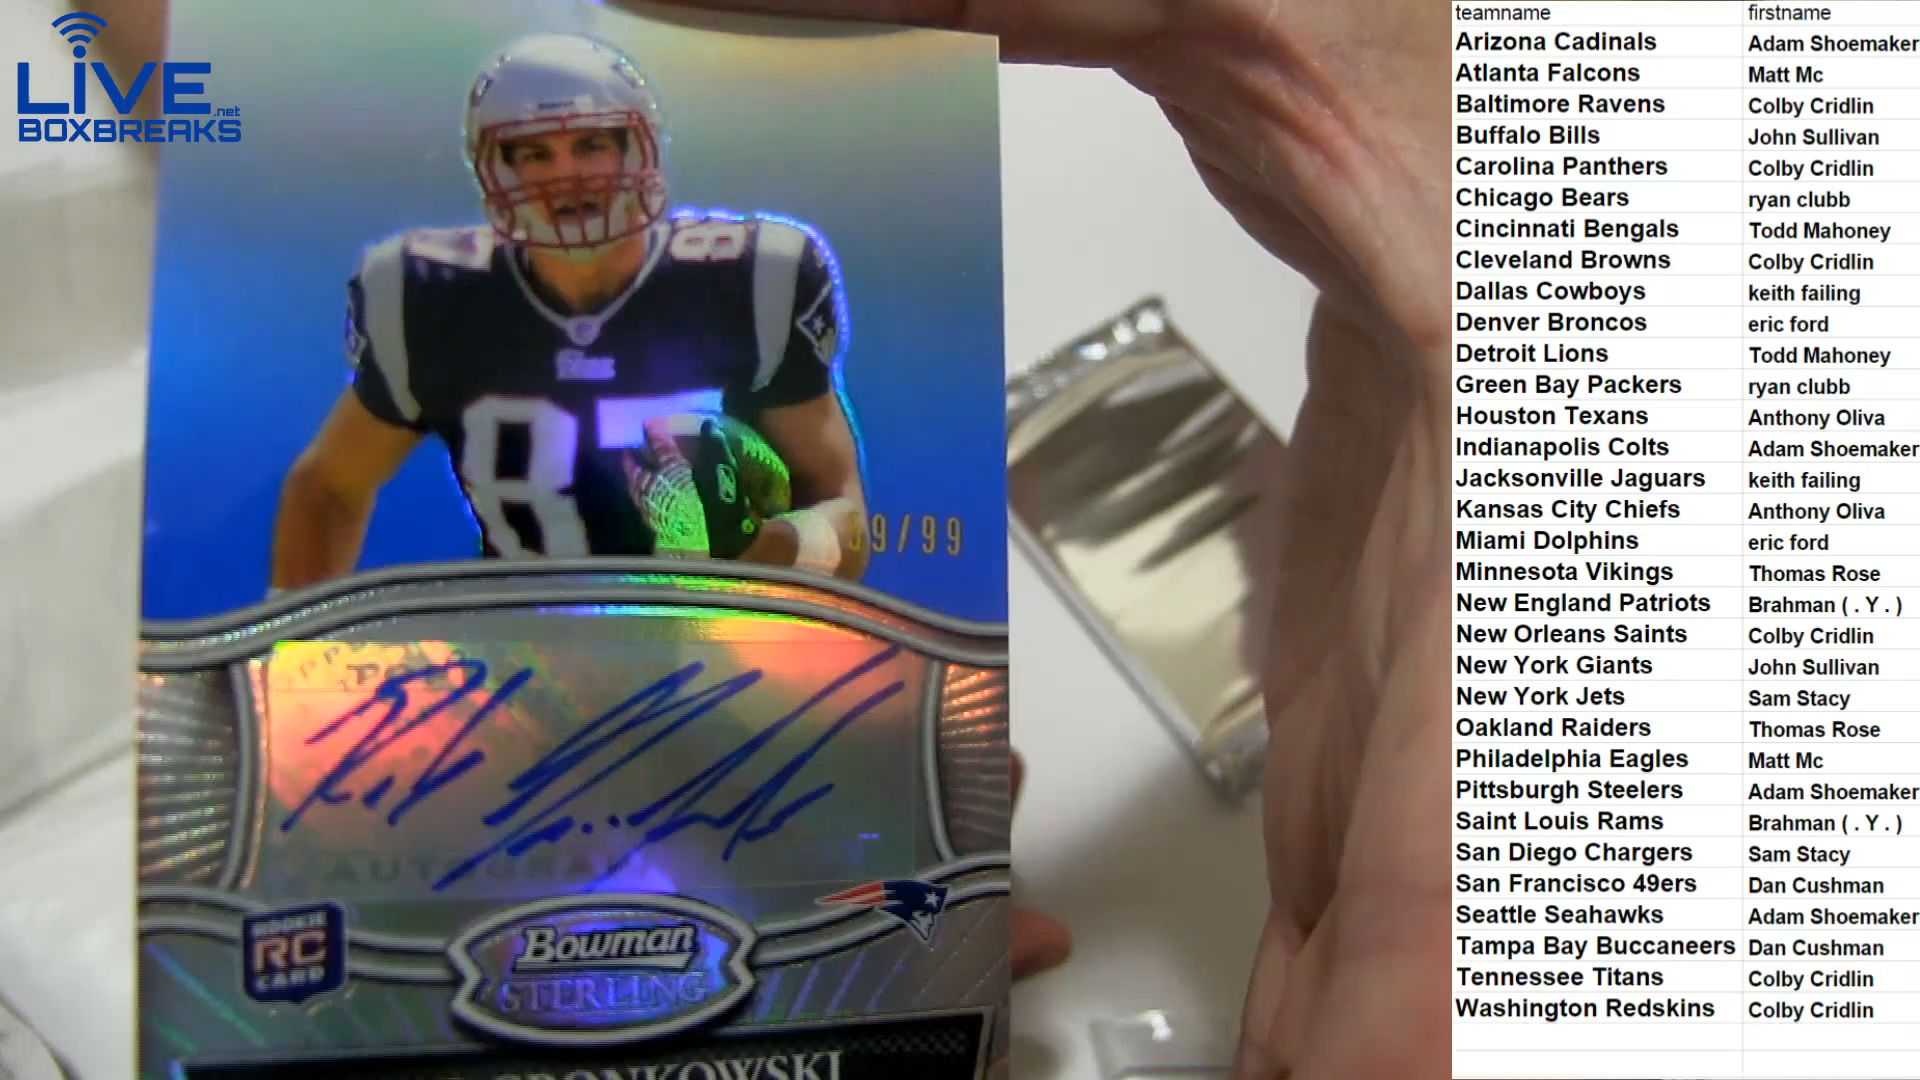 LiVE.net
BOXBREAKS
87
99
Bowman
STERLING
ROOKIE
RC
CARD
GRONKOWSKI
teamname firstname
Arizona Cadinals Adam Shoemaker
Atlanta Falcons Matt Mc
Baltimore Ravens Colby Cridlin
Buffalo Bills John Sullivan
Carolina Panthers Colby Cridlin
Chicago Bears ryan clubb
Cincinnati Bengals Todd Mahoney
Cleveland Browns Colby Cridlin
Dallas Cowboys keith failing
Denver Broncos eric ford
Detroit Lions Todd Mahoney
Green Bay Packers ryan clubb
Houston Texans Anthony Oliva
Indianapolis Colts Adam Shoemaker
Jacksonville Jaguars keith failing
Kansas City Chiefs Anthony Oliva
Miami Dolphins eric ford
Minnesota Vikings Thomas Rose
New England Patriots Brahman ( . Y . )
New Orleans Saints Colby Cridlin
New York Giants John Sullivan
New York Jets Sam Stacy
Oakland Raiders Thomas Rose
Philadelphia Eagles Matt Mc
Pittsburgh Steelers Adam Shoemaker
Saint Louis Rams Brahman ( . Y . )
San Diego Chargers Sam Stacy
San Francisco 49ers Dan Cushman
Seattle Seahawks Adam Shoemaker
Tampa Bay Buccaneers Dan Cushman
Tennessee Titans Colby Cridlin
Washington Redskins Colby Cridlin